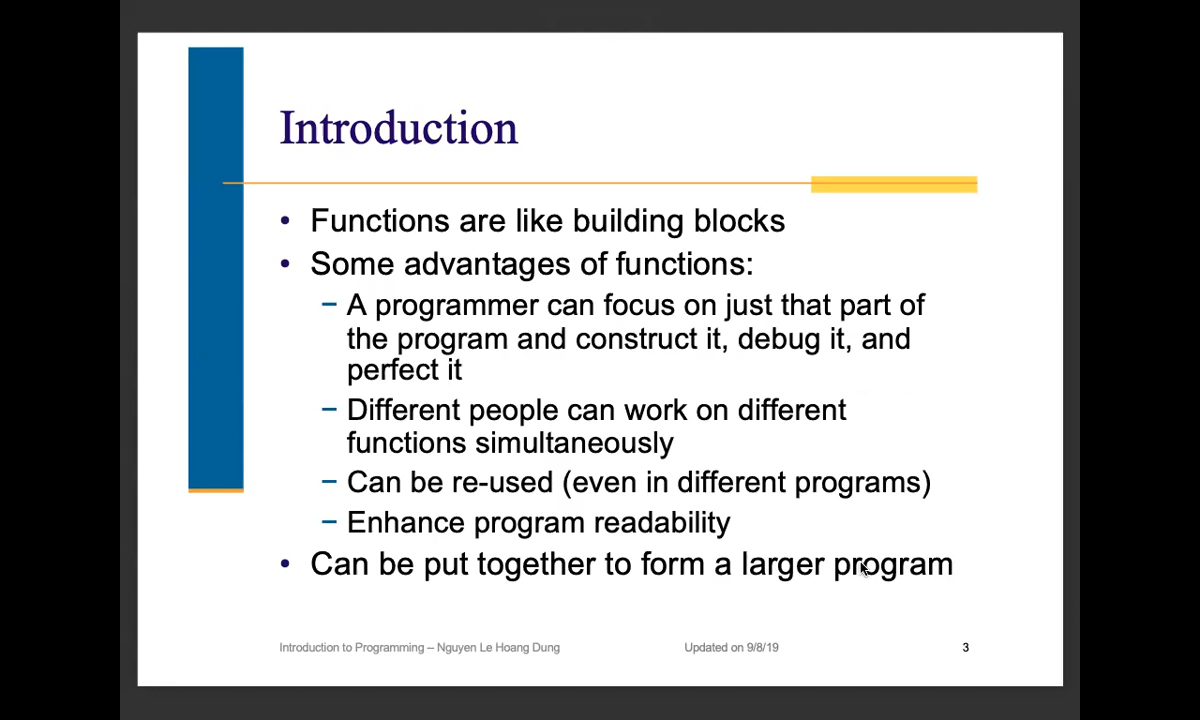 Introduction
• Functions are like building blocks
• Some advantages of functions:
– A programmer can focus on just that part of
the program and construct it, debug it, and
perfect it
– Different people can work on different
functions simultaneously
– Can be re-used (even in different programs)
– Enhance program readability
• Can be put together to form a larger program
Introduction to Programming – Nguyen Le Hoang Dung Updated on 9/8/19 3